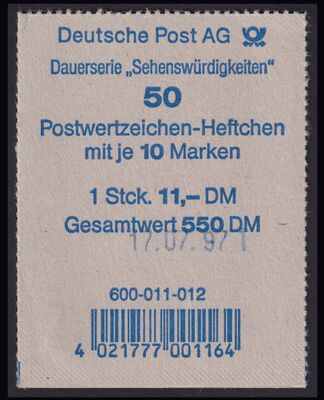 Deutsche Post AG
Dauerserie „Sehenswürdigkeiten“
50
Postwertzeichen-Heftchen
mit je 10 Marken
1 Stck. 11,– DM
Gesamtwert 550 DM
17.07.97 1
600-011-012
4 021777 001164